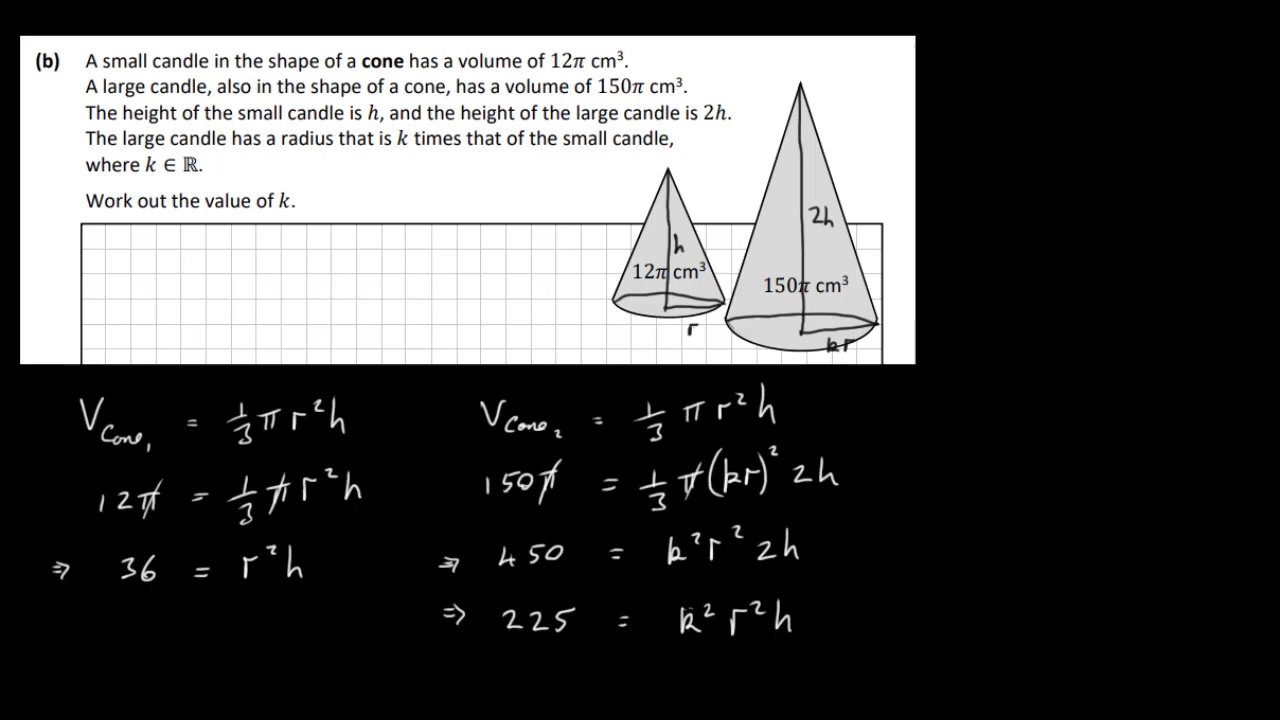 (b) A small candle in the shape of a cone has a volume of 12π cm³.
A large candle, also in the shape of a cone, has a volume of 150π cm³.
The height of the small candle is h, and the height of the large candle is 2h.
The large candle has a radius that is k times that of the small candle,
where k ∈ ℝ.
Work out the value of k.
h
12π cm³
r
2h
150π cm³
kr
V Cone₁ = 1/3 π r² h
12π = 1/3 π r² h
⇒ 36 = r² h
V Cone₂ = 1/3 π r² h
150π = 1/3 π (kr)² 2h
⇒ 450 = k² r² 2h
⇒ 225 = k² r² h